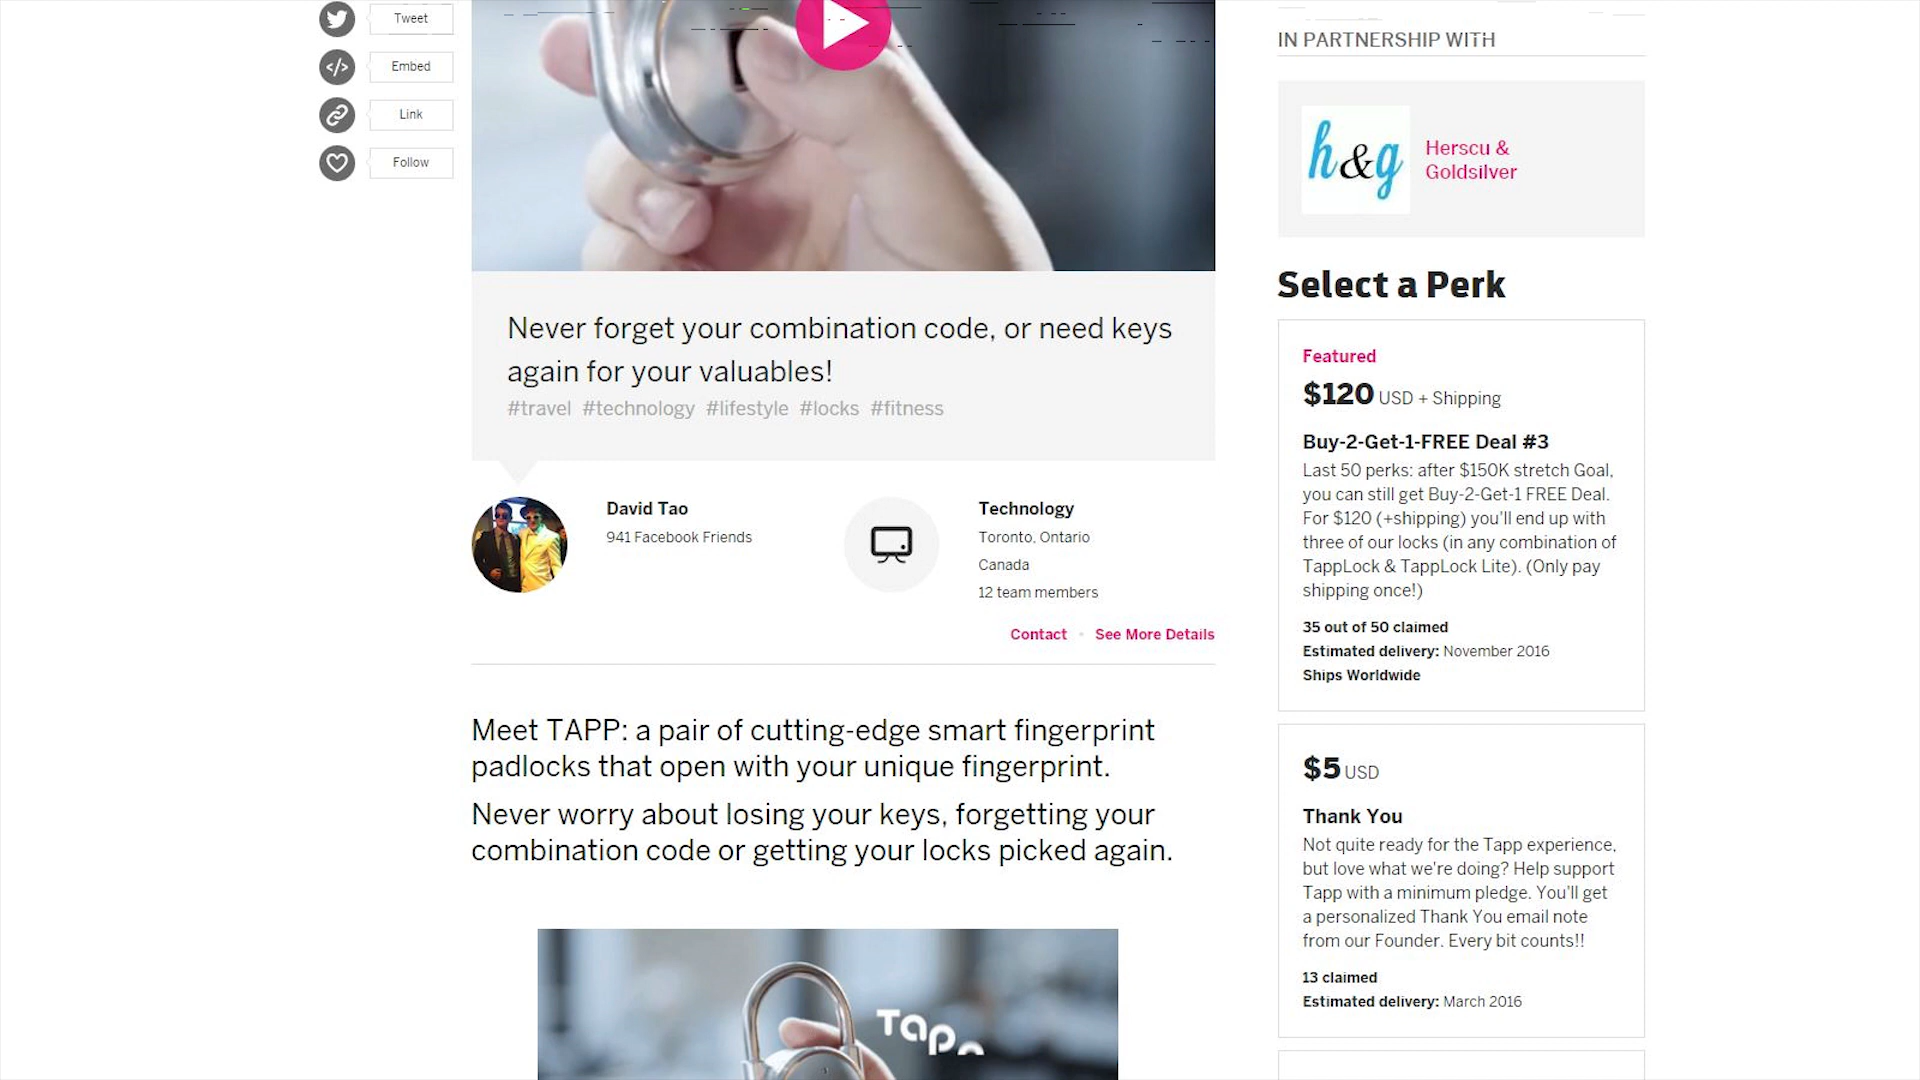 Tweet
Embed
Link
Follow
Never forget your combination code, or need keys
again for your valuables!
#travel #technology #lifestyle #locks #fitness
David Tao
941 Facebook Friends
Technology
Toronto, Ontario
Canada
12 team members
Contact
See More Details
Meet TAPP: a pair of cutting-edge smart fingerprint
padlocks that open with your unique fingerprint.
Never worry about losing your keys, forgetting your
combination code or getting your locks picked again.
IN PARTNERSHIP WITH
h&g
Herscu &
Goldsilver
Select a Perk
Featured
$120 USD + Shipping
Buy-2-Get-1-FREE Deal #3
Last 50 perks: after $150K stretch Goal,
you can still get Buy-2-Get-1 FREE Deal.
For $120 (+shipping) you'll end up with
three of our locks (in any combination of
TappLock & TappLock Lite). (Only pay
shipping once!)
35 out of 50 claimed
Estimated delivery: November 2016
Ships Worldwide
$5 USD
Thank You
Not quite ready for the Tapp experience,
but love what we're doing? Help support
Tapp with a minimum pledge. You'll get
a personalized Thank You email note
from our Founder. Every bit counts!!
13 claimed
Estimated delivery: March 2016